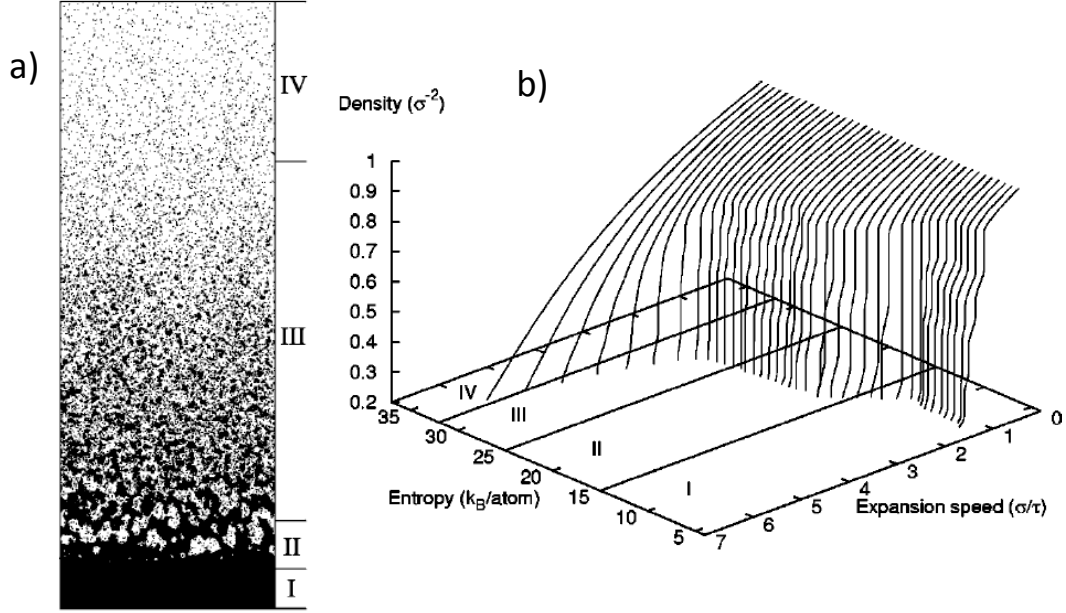 a)
IV
III
II
I
b)
Density (σ⁻²)
1
0.9
0.8
0.7
0.6
0.5
0.4
0.3
0.2
35
30
25
20
15
10
5
Entropy (k_B/atom)
IV
III
II
I
7
6
5
4
3
2
1
0
Expansion speed (σ/τ)